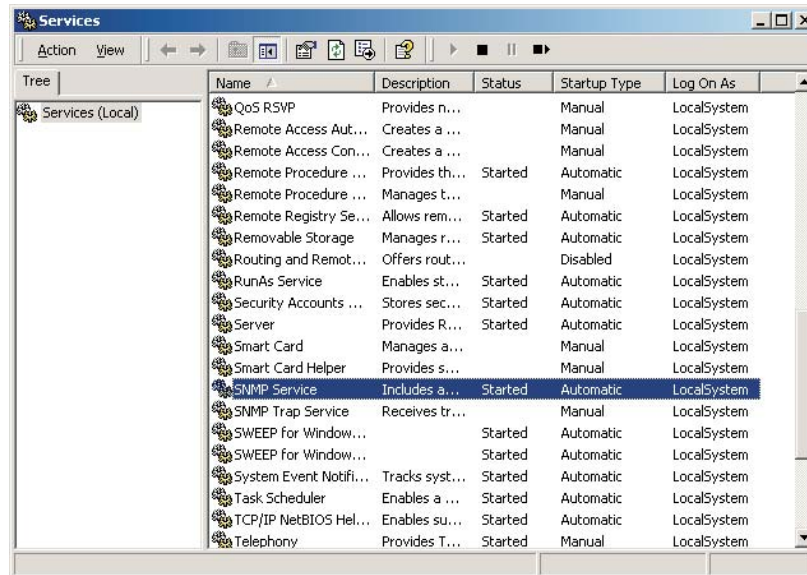 Services
Action View
Tree
Services (Local)
Name Description Status Startup Type Log On As
QoS RSVP Provides n... Manual LocalSystem
Remote Access Aut... Creates a ... Manual LocalSystem
Remote Access Con... Creates a ... Manual LocalSystem
Remote Procedure ... Provides th... Started Automatic LocalSystem
Remote Procedure ... Manages t... Manual LocalSystem
Remote Registry Se... Allows rem... Started Automatic LocalSystem
Removable Storage Manages r... Started Automatic LocalSystem
Routing and Remot... Offers rout... Disabled LocalSystem
RunAs Service Enables st... Started Automatic LocalSystem
Security Accounts ... Stores sec... Started Automatic LocalSystem
Server Provides R... Started Automatic LocalSystem
Smart Card Manages a... Manual LocalSystem
Smart Card Helper Provides s... Manual LocalSystem
SNMP Service Includes a... Started Automatic LocalSystem
SNMP Trap Service Receives tr... Manual LocalSystem
SWEEP for Window... Started Automatic LocalSystem
SWEEP for Window... Started Automatic LocalSystem
System Event Notifi... Tracks syst... Started Automatic LocalSystem
Task Scheduler Enables a ... Started Automatic LocalSystem
TCP/IP NetBIOS Hel... Enables su... Started Automatic LocalSystem
Telephony Provides T... Started Manual LocalSystem